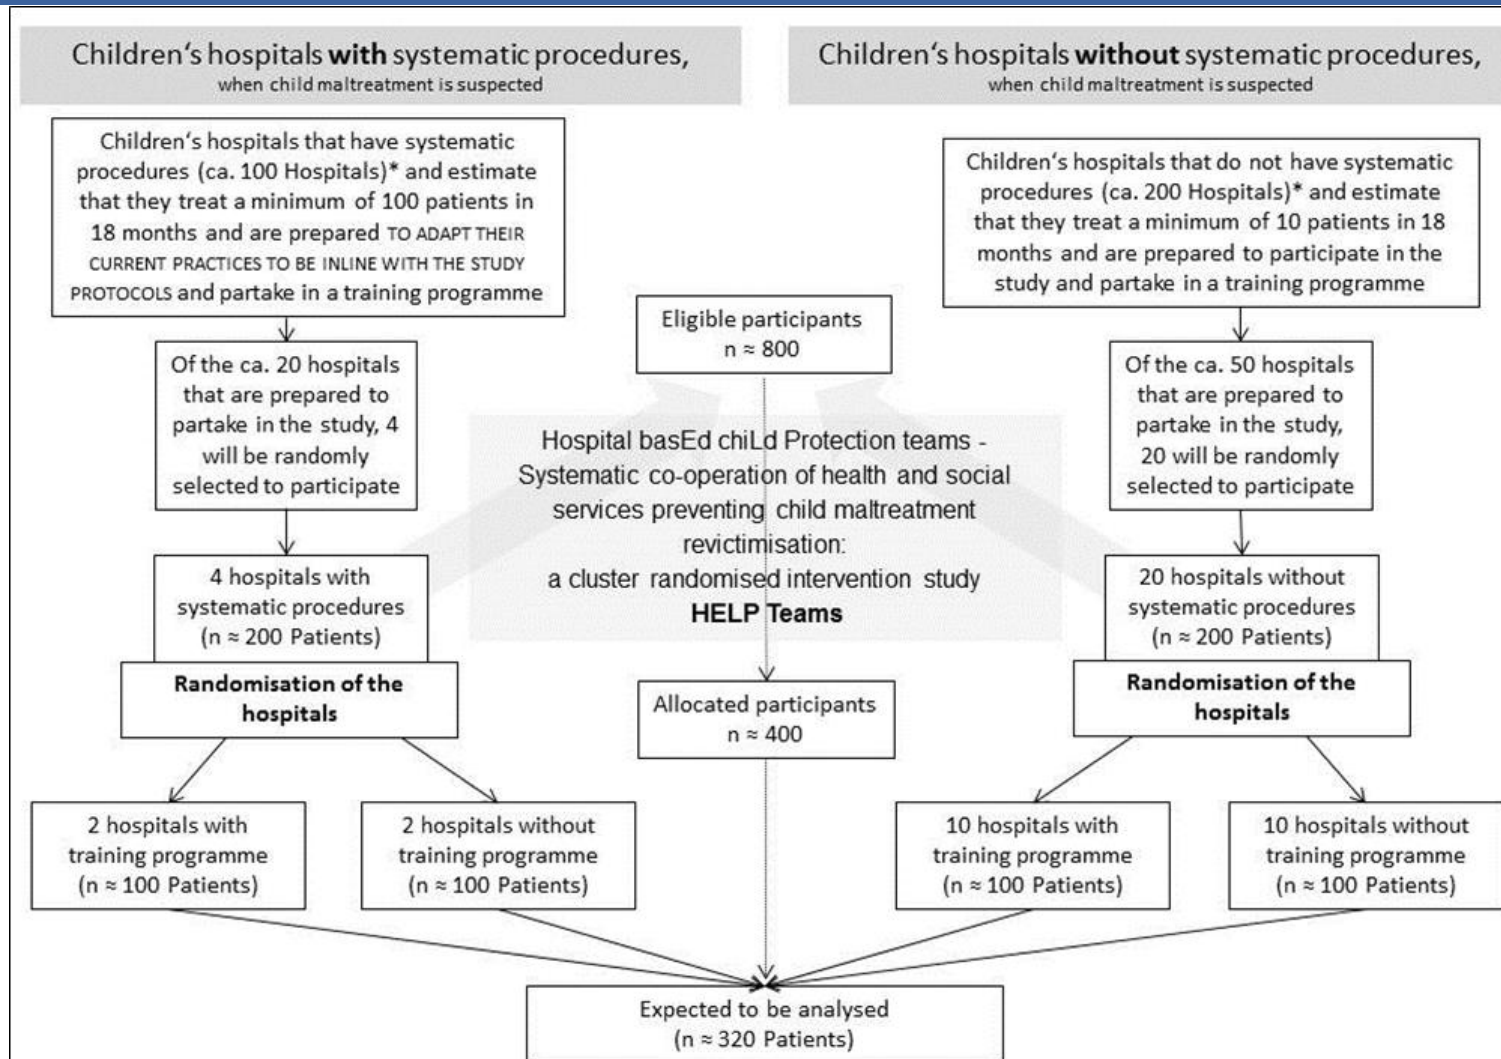 Children‘s hospitals with systematic procedures,
when child maltreatment is suspected
Children‘s hospitals without systematic procedures,
when child maltreatment is suspected
Children‘s hospitals that have systematic
procedures (ca. 100 Hospitals)* and estimate
that they treat a minimum of 100 patients in
18 months and are prepared TO ADAPT THEIR
CURRENT PRACTICES TO BE INLINE WITH THE STUDY
PROTOCOLS and partake in a training programme
Children‘s hospitals that do not have systematic
procedures (ca. 200 Hospitals)* and estimate
that they treat a minimum of 10 patients in 18
months and are prepared to participate in the
study and partake in a training programme
Eligible participants
n ≈ 800
Of the ca. 20 hospitals
that are prepared to
partake in the study, 4
will be randomly
selected to participate
Of the ca. 50 hospitals
that are prepared to
partake in the study,
20 will be randomly
selected to participate
Hospital basEd chiLd Protection teams -
Systematic co-operation of health and social
services preventing child maltreatment
revictimisation:
a cluster randomised intervention study
HELP Teams
4 hospitals with
systematic procedures
(n ≈ 200 Patients)
20 hospitals without
systematic procedures
(n ≈ 200 Patients)
Randomisation of the
hospitals
Allocated participants
n ≈ 400
Randomisation of the
hospitals
2 hospitals with
training programme
(n ≈ 100 Patients)
2 hospitals without
training programme
(n ≈ 100 Patients)
10 hospitals with
training programme
(n ≈ 100 Patients)
10 hospitals without
training programme
(n ≈ 100 Patients)
Expected to be analysed
(n ≈ 320 Patients)